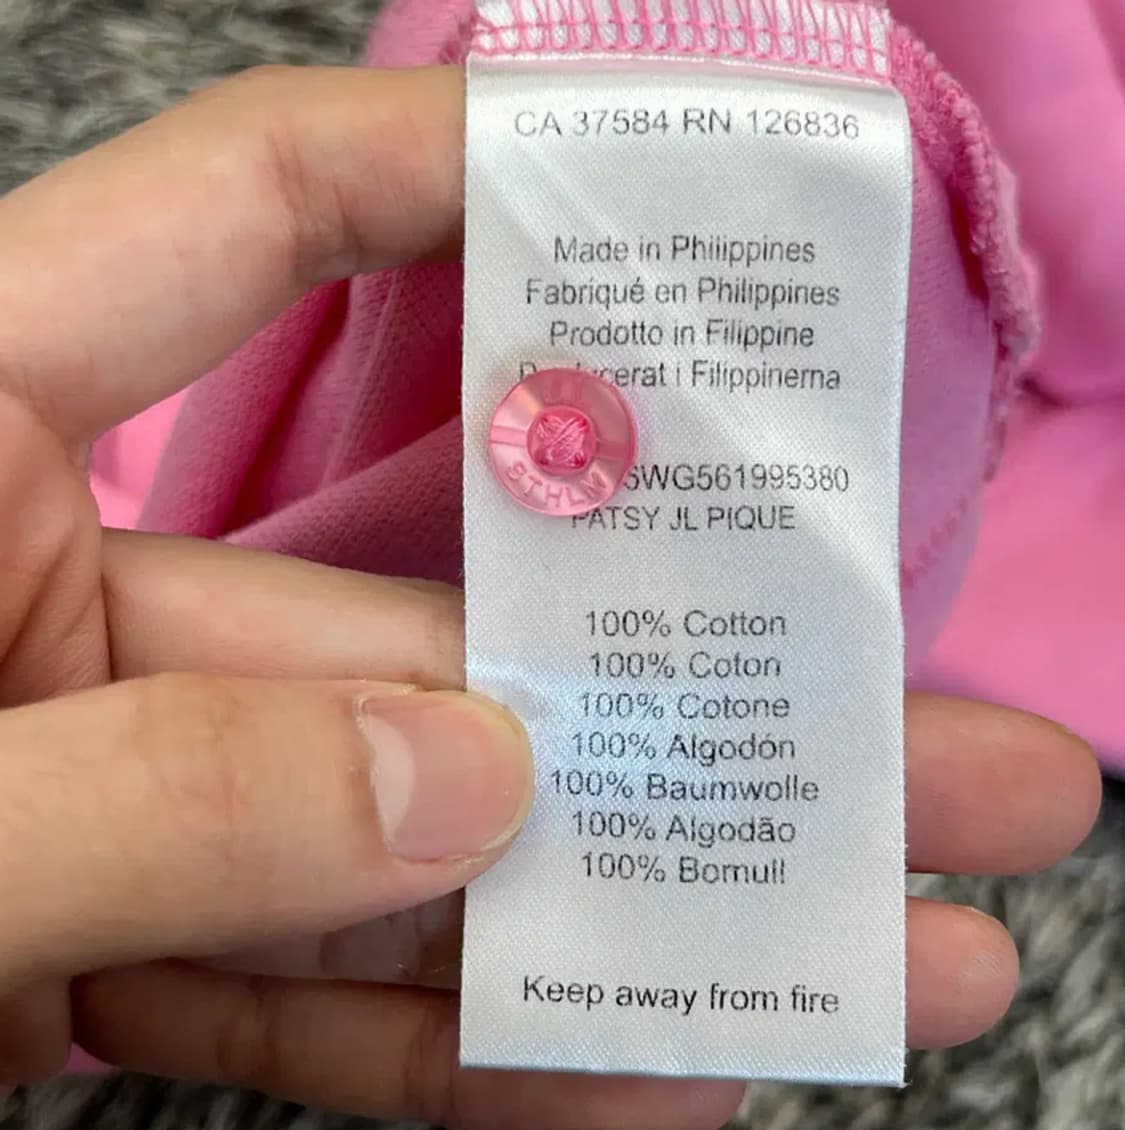 CA 37584 RN 126836
Made in Philippines
Fabriqué en Philippines
Prodotto in Filippine
i Filippinerna
SWG561995380
PATSY JL PIQUE
STHLM
100% Cotton
100% Coton
100% Cotone
100% Algodón
100% Baumwolle
100% Algodão
100% Bomull
Keep away from fire